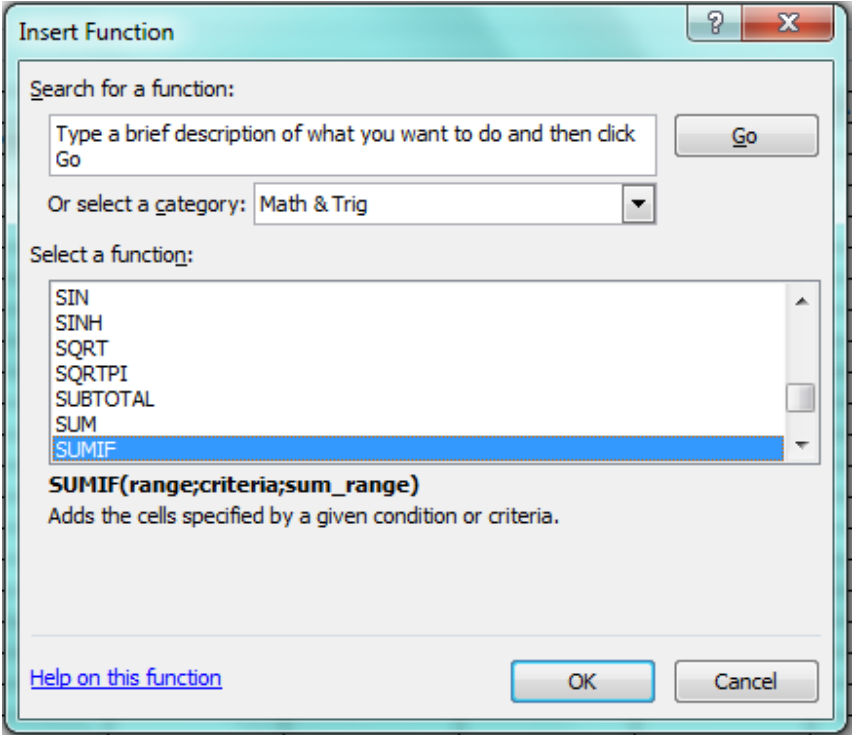 Insert Function
?
Search for a function:
Type a brief description of what you want to do and then click
Go
Go
Or select a category: Math & Trig
Select a function:
SIN
SINH
SQRT
SQRTPI
SUBTOTAL
SUM
SUMIF
SUMIF(range;criteria;sum_range)
Adds the cells specified by a given condition or criteria.
Help on this function
OK
Cancel